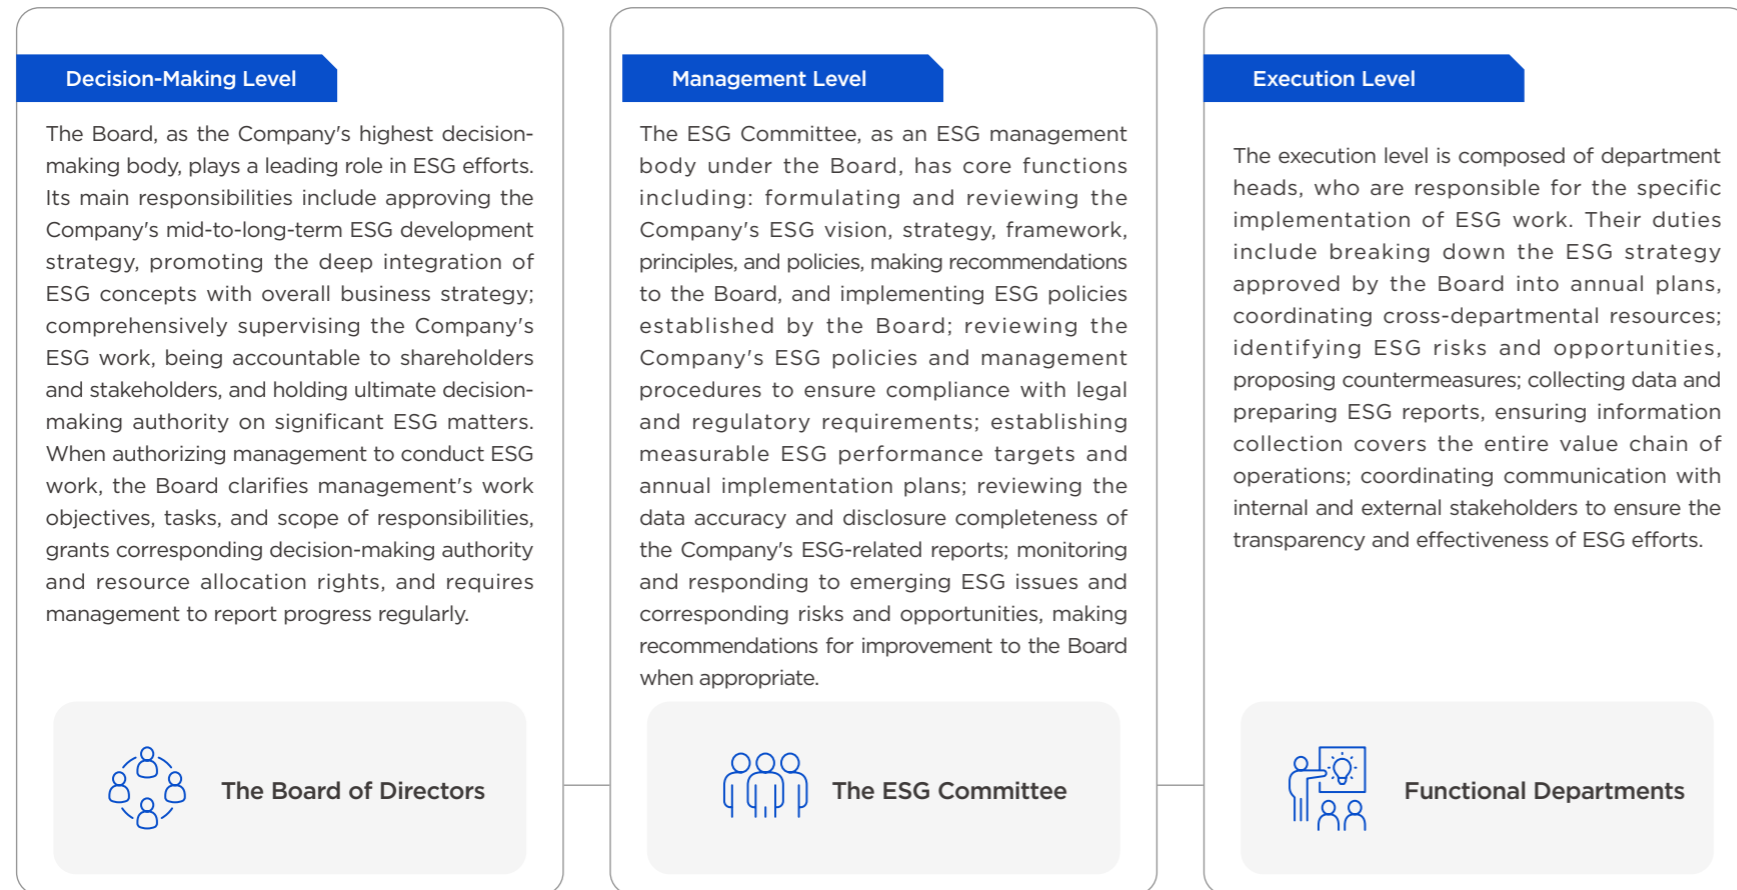 Decision-Making Level
The Board, as the Company's highest decision-
making body, plays a leading role in ESG efforts.
Its main responsibilities include approving the
Company's mid-to-long-term ESG development
strategy, promoting the deep integration of
ESG concepts with overall business strategy;
comprehensively supervising the Company's
ESG work, being accountable to shareholders
and stakeholders, and holding ultimate decision-
making authority on significant ESG matters.
When authorizing management to conduct ESG
work, the Board clarifies management's work
objectives, tasks, and scope of responsibilities,
grants corresponding decision-making authority
and resource allocation rights, and requires
management to report progress regularly.
The Board of Directors
Management Level
The ESG Committee, as an ESG management
body under the Board, has core functions
including: formulating and reviewing the
Company's ESG vision, strategy, framework,
principles, and policies, making recommendations
to the Board, and implementing ESG policies
established by the Board; reviewing the
Company's ESG policies and management
procedures to ensure compliance with legal
and regulatory requirements; establishing
measurable ESG performance targets and
annual implementation plans; reviewing the
data accuracy and disclosure completeness of
the Company's ESG-related reports; monitoring
and responding to emerging ESG issues and
corresponding risks and opportunities, making
recommendations for improvement to the Board
when appropriate.
The ESG Committee
Execution Level
The execution level is composed of department
heads, who are responsible for the specific
implementation of ESG work. Their duties
include breaking down the ESG strategy
approved by the Board into annual plans,
coordinating cross-departmental resources;
identifying ESG risks and opportunities,
proposing countermeasures; collecting data and
preparing ESG reports, ensuring information
collection covers the entire value chain of
operations; coordinating communication with
internal and external stakeholders to ensure the
transparency and effectiveness of ESG efforts.
Functional Departments